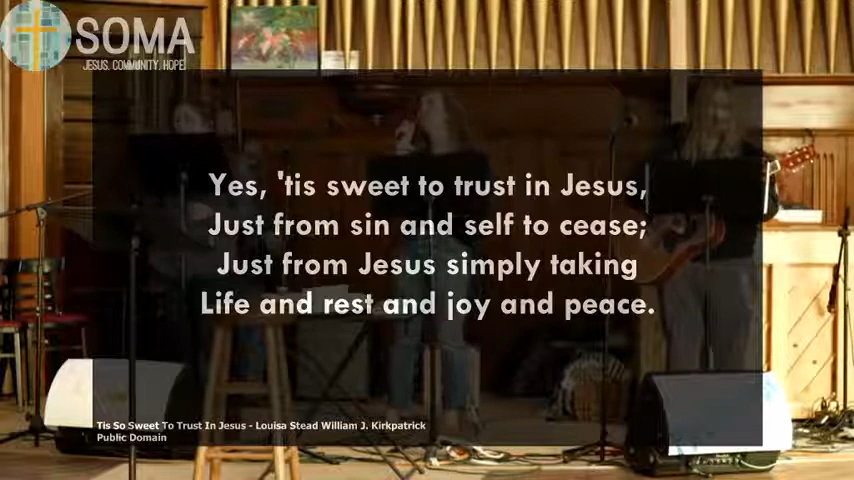 SOMA
JESUS. COMMUNITY. HOPE.
Yes, 'tis sweet to trust in Jesus,
Just from sin and self to cease;
Just from Jesus simply taking
Life and rest and joy and peace.
Tis So Sweet To Trust In Jesus - Louisa Stead William J. Kirkpatrick
Public Domain